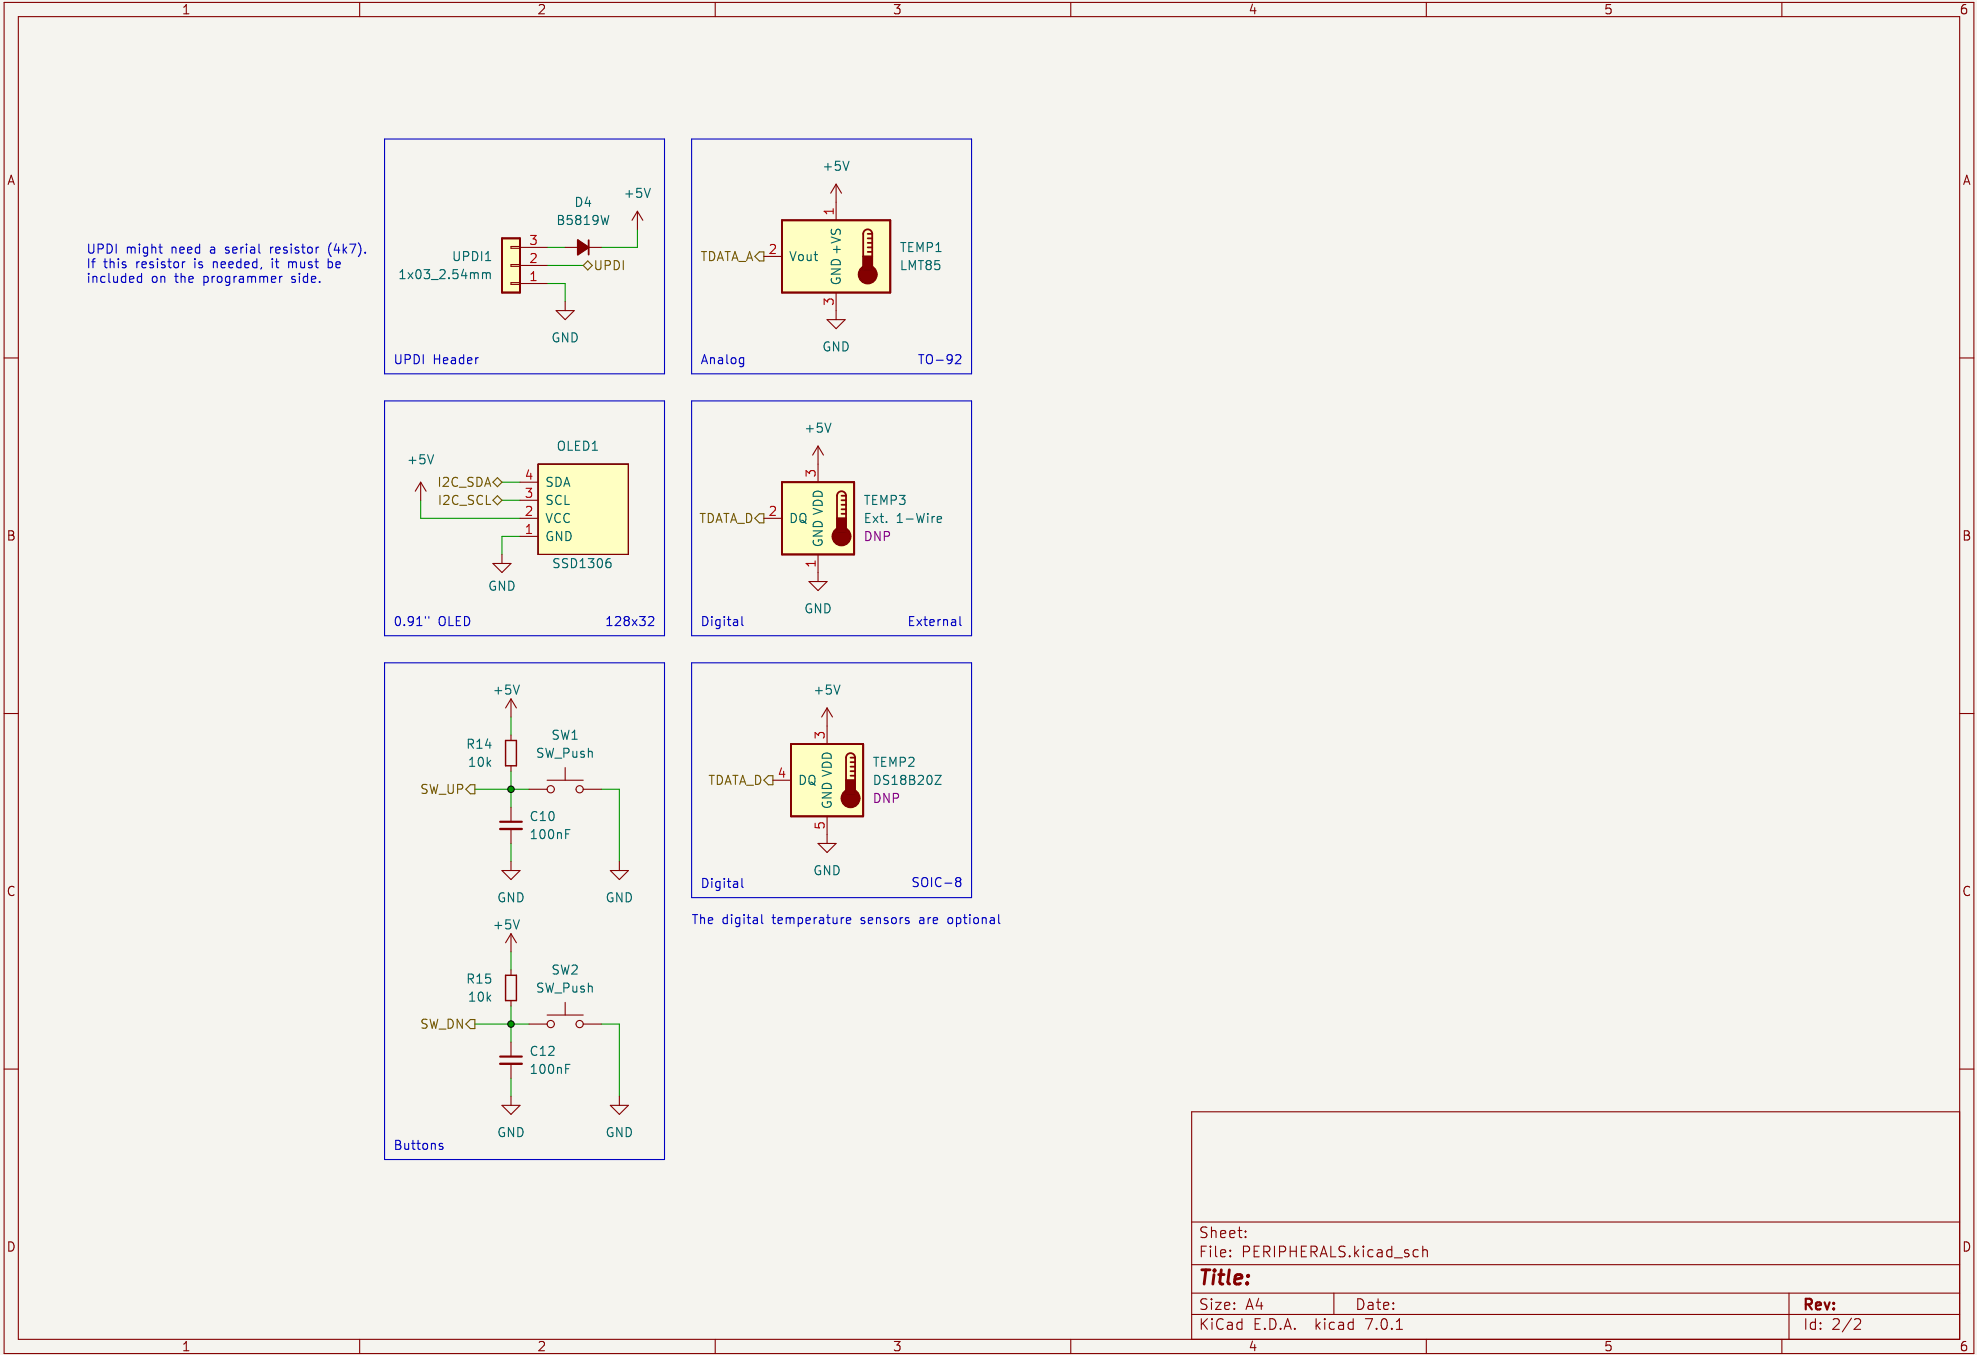 1 2 3 4 5 6
A A
B B
C C
D D
UPDI might need a serial resistor (4k7).
If this resistor is needed, it must be
included on the programmer side.
+5V
D4
B5819W
UPDI1
1x03_2.54mm
3
2
1
UPDI
GND
UPDI Header
+5V
1
TDATA_A
2
Vout
GND +VS
TEMP1
LMT85
3
GND
Analog TO-92
OLED1
+5V
I2C_SDA 4 SDA
I2C_SCL 3 SCL
2 VCC
1 GND
SSD1306
GND
0.91" OLED 128x32
+5V
3
TDATA_D
2
DQ
GND VDD
TEMP3
Ext. 1-Wire
DNP
1
GND
Digital External
+5V
R14
10k
SW1
SW_Push
SW_UP
C10
100nF
GND GND
+5V
R15
10k
SW2
SW_Push
SW_DN
C12
100nF
GND GND
Buttons
+5V
3
TDATA_D
4
DQ
GND VDD
TEMP2
DS18B20Z
DNP
5
GND
Digital SOIC-8
The digital temperature sensors are optional
Sheet:
File: PERIPHERALS.kicad_sch
Title:
Size: A4 Date: Rev:
KiCad E.D.A. kicad 7.0.1 Id: 2/2
1 2 3 4 5 6